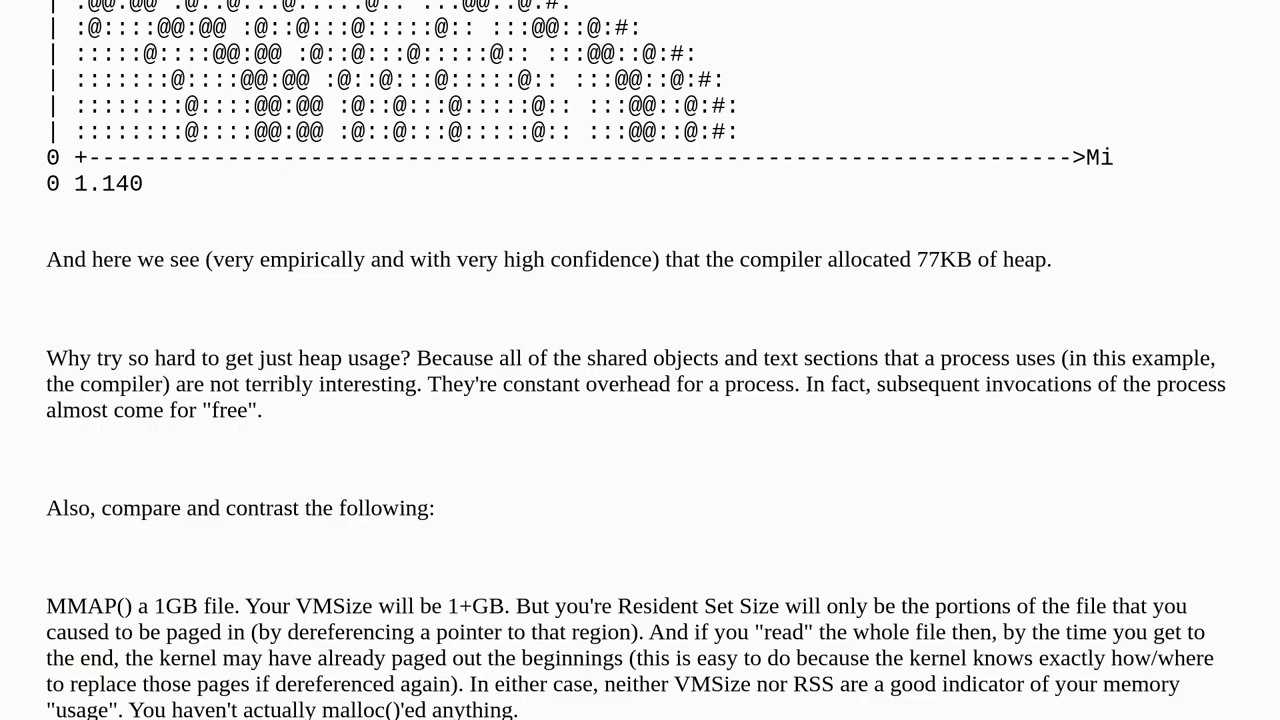 | :@@:@@ :@::@:::@:::::@:: :::@@::@:#:
| :@::::@@:@@ :@::@:::@:::::@:: :::@@::@:#:
| :::::@::::@@:@@ :@::@:::@:::::@:: :::@@::@:#:
| :::::::@::::@@:@@ :@::@:::@:::::@:: :::@@::@:#:
| ::::::::@::::@@:@@ :@::@:::@:::::@:: :::@@::@:#:
| ::::::::@::::@@:@@ :@::@:::@:::::@:: :::@@::@:#:
0 +----------------------------------------------------------------------->Mi
0 1.140
And here we see (very empirically and with very high confidence) that the compiler allocated 77KB of heap.
Why try so hard to get just heap usage? Because all of the shared objects and text sections that a process uses (in this example,
the compiler) are not terribly interesting. They're constant overhead for a process. In fact, subsequent invocations of the process
almost come for "free".
Also, compare and contrast the following:
MMAP() a 1GB file. Your VMSize will be 1+GB. But you're Resident Set Size will only be the portions of the file that you
caused to be paged in (by dereferencing a pointer to that region). And if you "read" the whole file then, by the time you get to
the end, the kernel may have already paged out the beginnings (this is easy to do because the kernel knows exactly how/where
to replace those pages if dereferenced again). In either case, neither VMSize nor RSS are a good indicator of your memory
"usage". You haven't actually malloc()'ed anything.